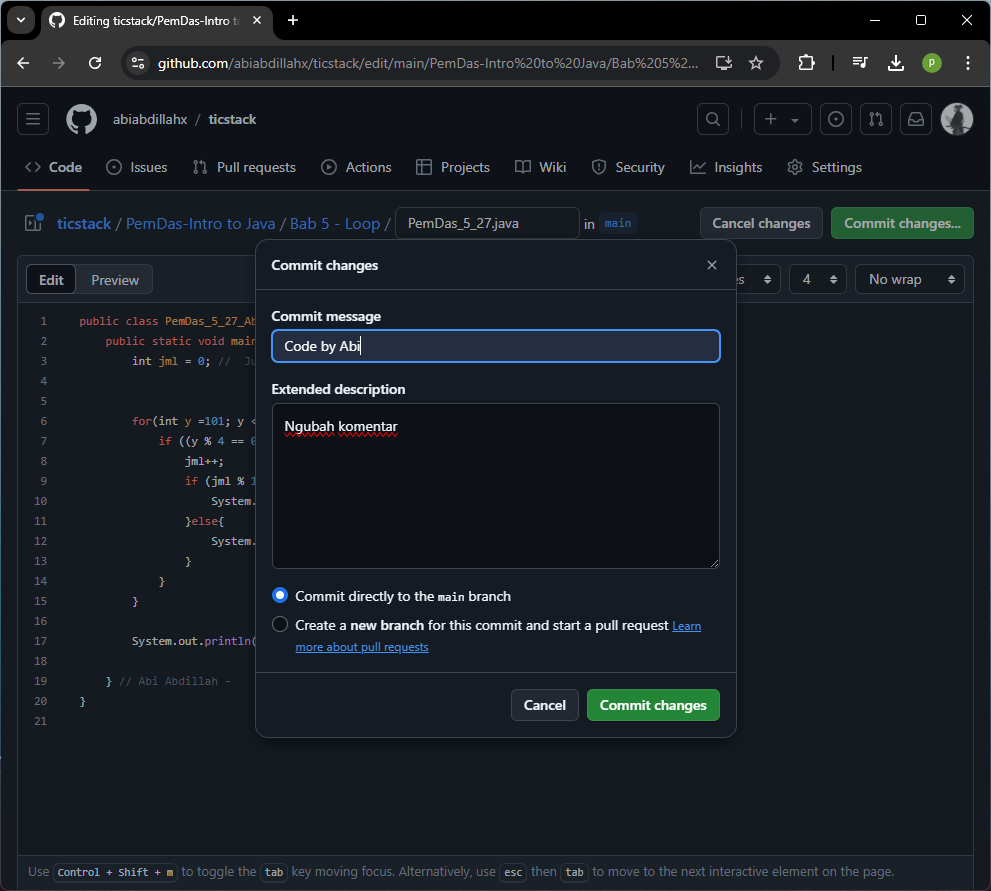 Editing ticstack/PemDas-Intro to
github.com/abiabdillahx/ticstack/edit/main/PemDas-Intro%20to%20Java/Bab%205%2...
p
abiabdillahx / ticstack
Code Issues Pull requests Actions Projects Wiki Security Insights Settings
ticstack / PemDas-Intro to Java / Bab 5 - Loop / PemDas_5_27.java in main Cancel changes Commit changes...
Edit Preview 4 No wrap
Commit changes
Commit message
Code by Abi
Extended description
Ngubah komentar
Commit directly to the main branch
Create a new branch for this commit and start a pull request Learn
more about pull requests
Cancel Commit changes
1 public class PemDas_5_27_Ab
2 public static void main
3 int jml = 0; // Ju
4
5
6 for(int y =101; y <
7 if ((y % 4 == 0
8 jml++;
9 if (jml % 1
10 System.
11 }else{
12 System.
13 }
14 }
15 }
16
17 System.out.println(
18
19 } // Abi Abdillah -
20 }
21
Use Control + Shift + m to toggle the tab key moving focus. Alternatively, use esc then tab to move to the next interactive element on the page.